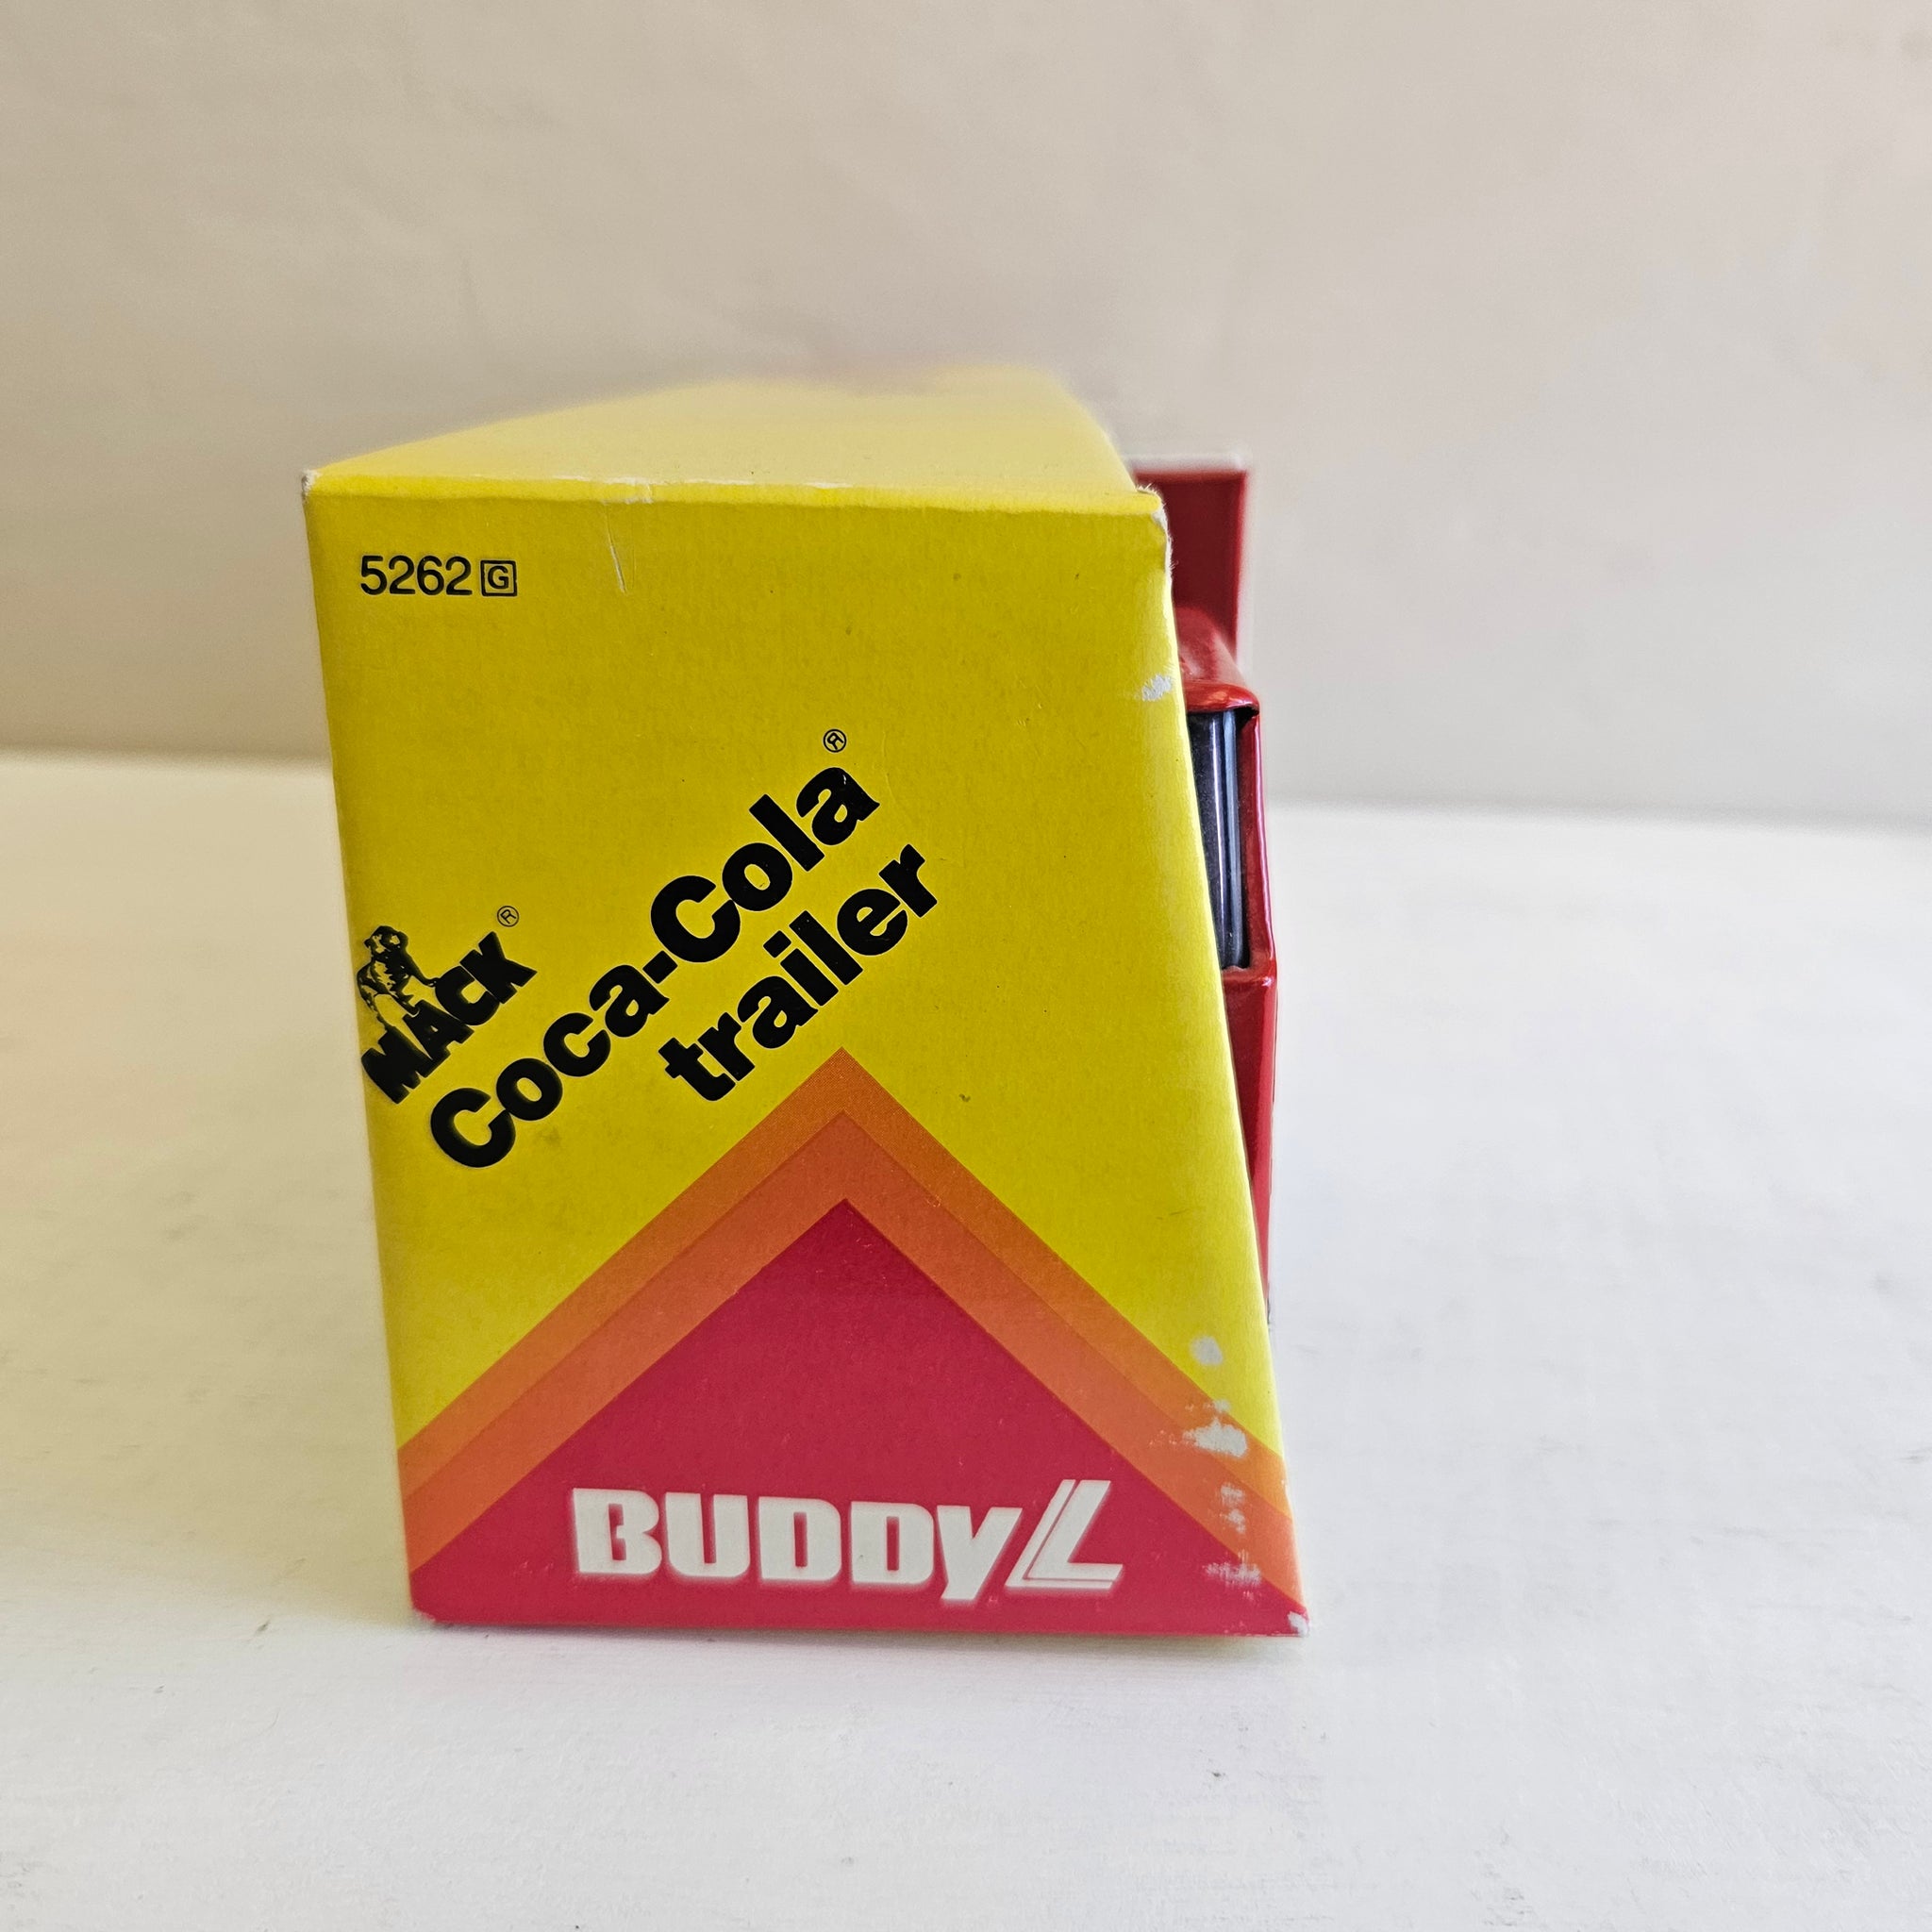 5262 G
MACK®
Coca-Cola®
trailer
BUDDY L